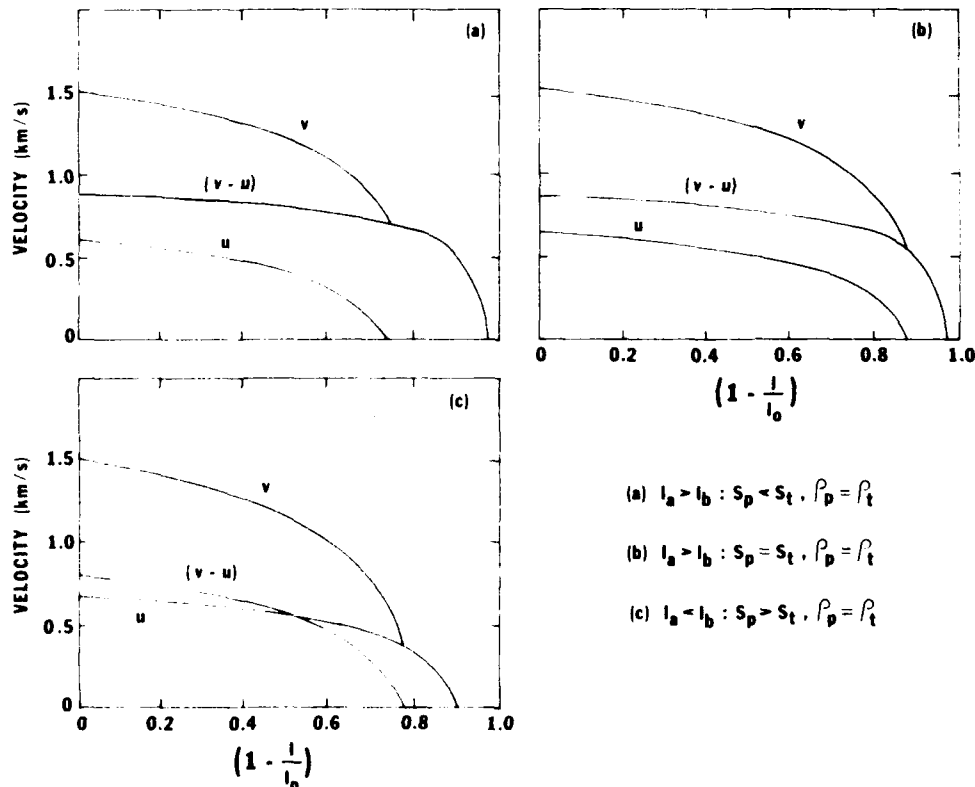 (a)
VELOCITY (km/s)
1.5
1.0
0.5
0
v
(v - u)
u
(b)
v
(v - u)
u
0 0.2 0.4 0.6 0.8 1.0
(1 - l/l₀)
(c)
VELOCITY (km/s)
1.5
1.0
0.5
0
v
(v - u)
u
0 0.2 0.4 0.6 0.8 1.0
(1 - l/l₀)
(a) lₐ > l_b : Sₚ < Sₜ , ρₚ = ρₜ
(b) lₐ > l_b : Sₚ = Sₜ , ρₚ = ρₜ
(c) lₐ < l_b : Sₚ > Sₜ , ρₚ = ρₜ